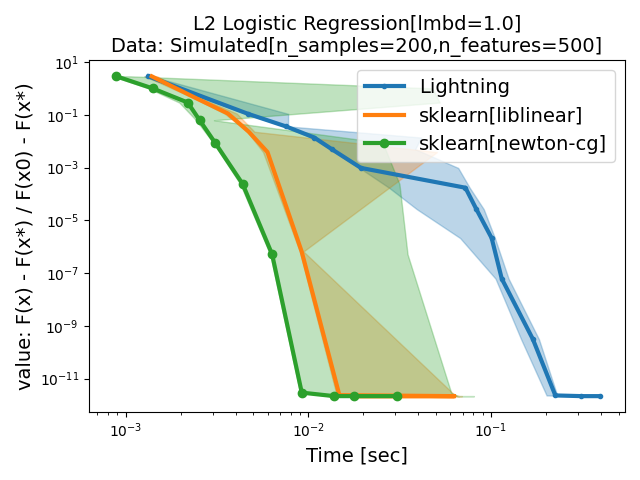 L2 Logistic Regression[lmbd=1.0]
Data: Simulated[n_samples=200,n_features=500]
value: F(x) - F(x*) / F(x0) - F(x*)
10¹
10⁻¹
10⁻³
10⁻⁵
10⁻⁷
10⁻⁹
10⁻¹¹
Lightning
sklearn[liblinear]
sklearn[newton-cg]
10⁻³
10⁻²
10⁻¹
Time [sec]